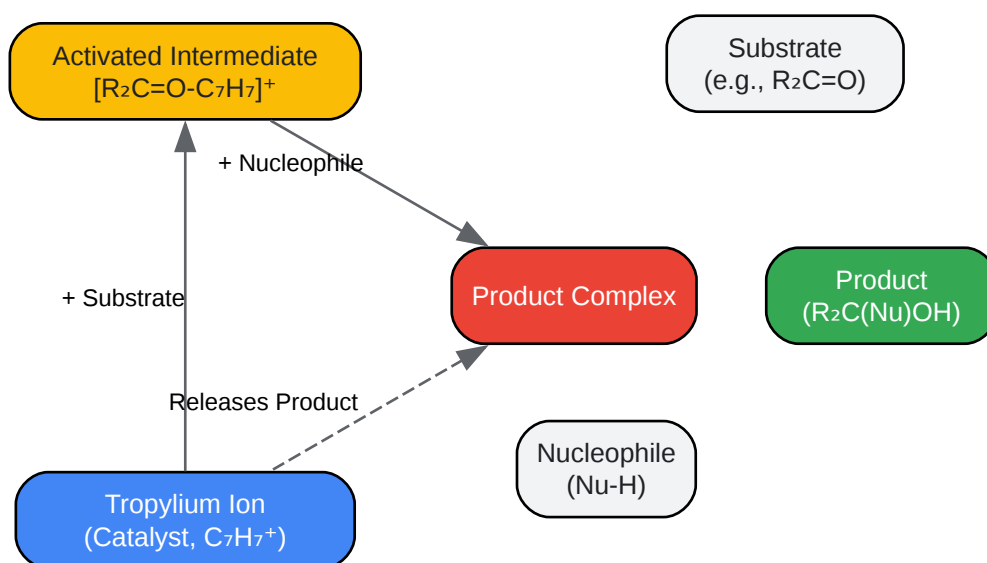 Activated Intermediate
[R₂C=O-C₇H₇]⁺
Substrate
(e.g., R₂C=O)
+ Nucleophile
+ Substrate
Product Complex
Product
(R₂C(Nu)OH)
Releases Product
Nucleophile
(Nu-H)
Tropylium Ion
(Catalyst, C₇H₇⁺)